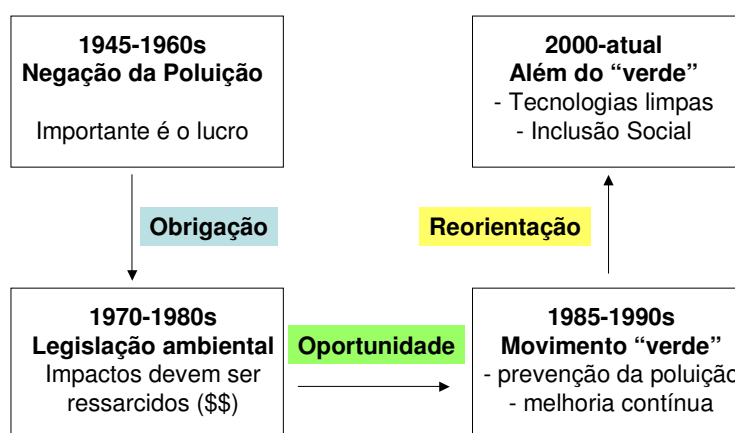 1945-1960s
Negação da Poluição
Importante é o lucro
Obrigação
1970-1980s
Legislação ambiental
Impactos devem ser
ressarcidos ($$)
Oportunidade
1985-1990s
Movimento “verde”
- prevenção da poluição
- melhoria contínua
Reorientação
2000-atual
Além do “verde”
- Tecnologias limpas
- Inclusão Social